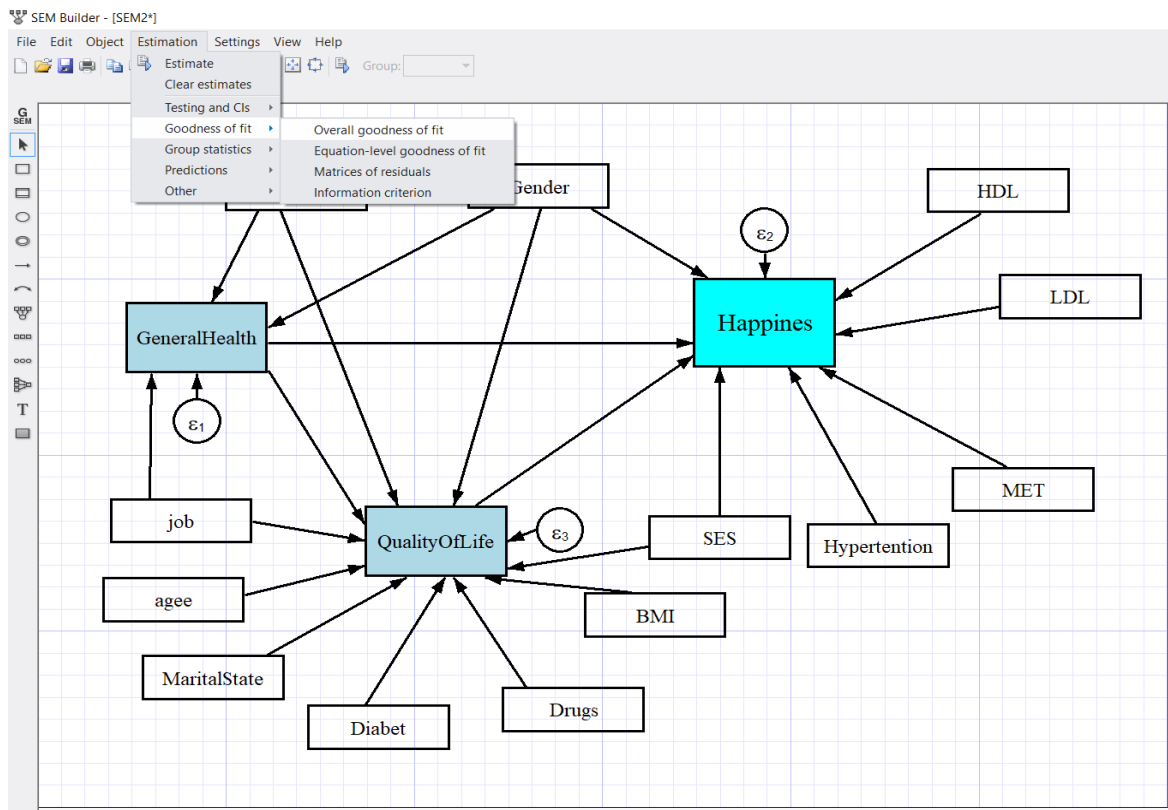 SEM Builder - [SEM2*]
File Edit Object Estimation Settings View Help
Group:
Estimate
Clear estimates
Testing and CIs
Goodness of fit
Group statistics
Predictions
Other
Overall goodness of fit
Equation-level goodness of fit
Matrices of residuals
Information criterion
G
SEM
T
Gender
HDL
ε2
LDL
Happines
GeneralHealth
ε1
MET
job
QualityOfLife
ε3
SES
Hypertention
agee
BMI
MaritalState
Drugs
Diabet